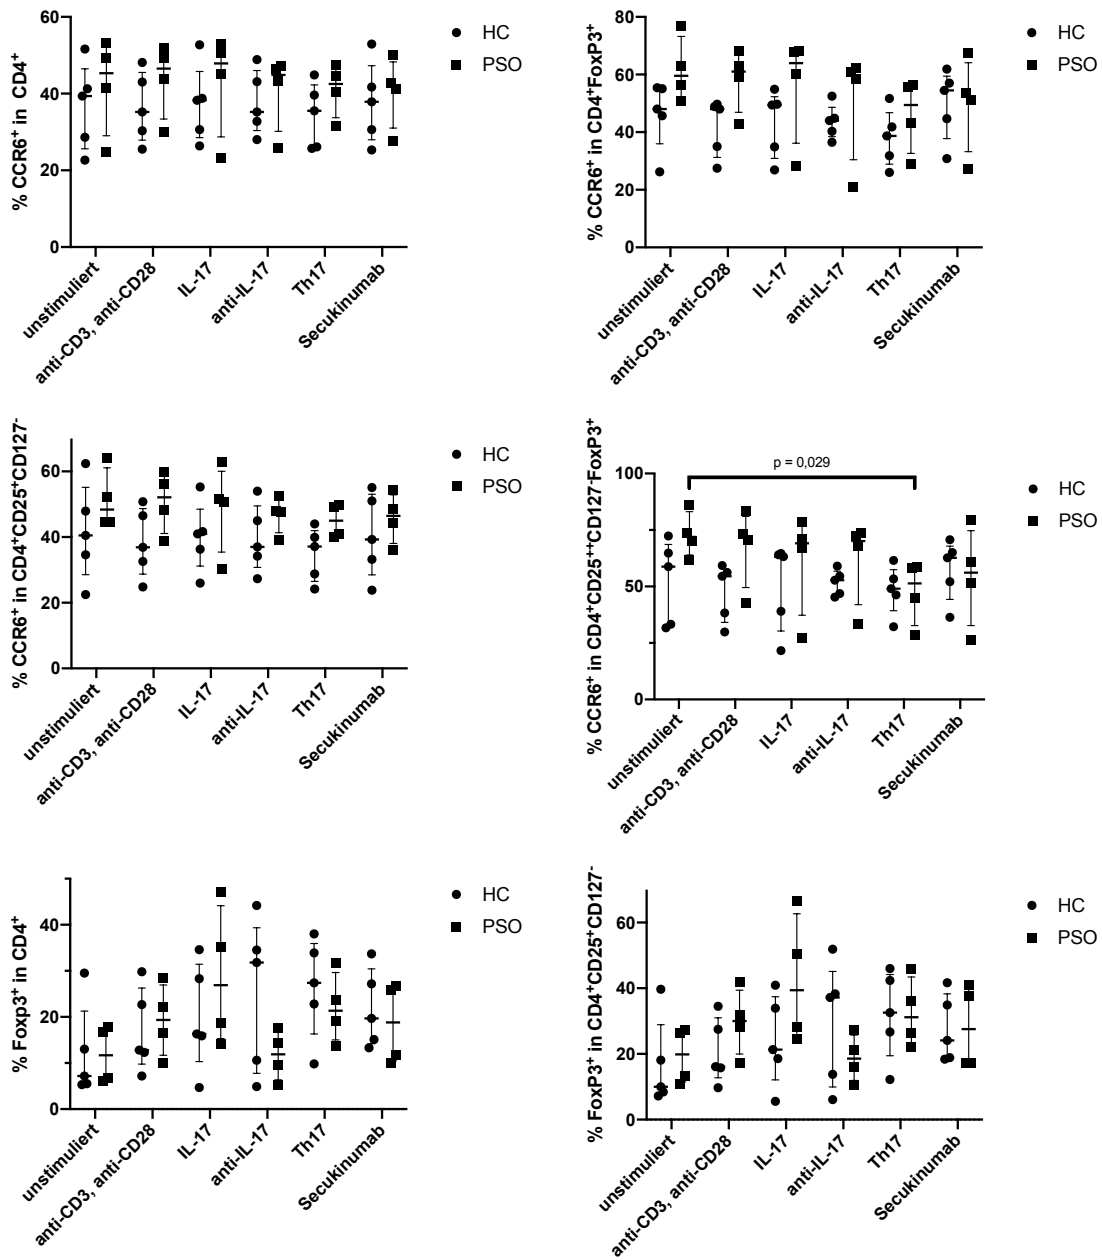 % CCR6⁺ in CD4⁺
60
40
20
0
unstimuliert
anti-CD3, anti-CD28
IL-17
anti-IL-17
Th17
Secukinumab
HC
PSO
% CCR6⁺ in CD4⁺FoxP3⁺
80
60
40
20
0
unstimuliert
anti-CD3, anti-CD28
IL-17
anti-IL-17
Th17
Secukinumab
HC
PSO
% CCR6⁺ in CD4⁺CD25⁺CD127⁻
60
40
20
0
unstimuliert
anti-CD3, anti-CD28
IL-17
anti-IL-17
Th17
Secukinumab
HC
PSO
% CCR6⁺ in CD4⁺CD25⁺⁺CD127⁻FoxP3⁺
100
50
0
p = 0,029
unstimuliert
anti-CD3, anti-CD28
IL-17
anti-IL-17
Th17
Secukinumab
HC
PSO
% Foxp3⁺ in CD4⁺
40
20
0
unstimuliert
anti-CD3, anti-CD28
IL-17
anti-IL-17
Th17
Secukinumab
HC
PSO
% FoxP3⁺ in CD4⁺CD25⁺CD127⁻
60
40
20
0
unstimuliert
anti-CD3, anti-CD28
IL-17
anti-IL-17
Th17
Secukinumab
HC
PSO